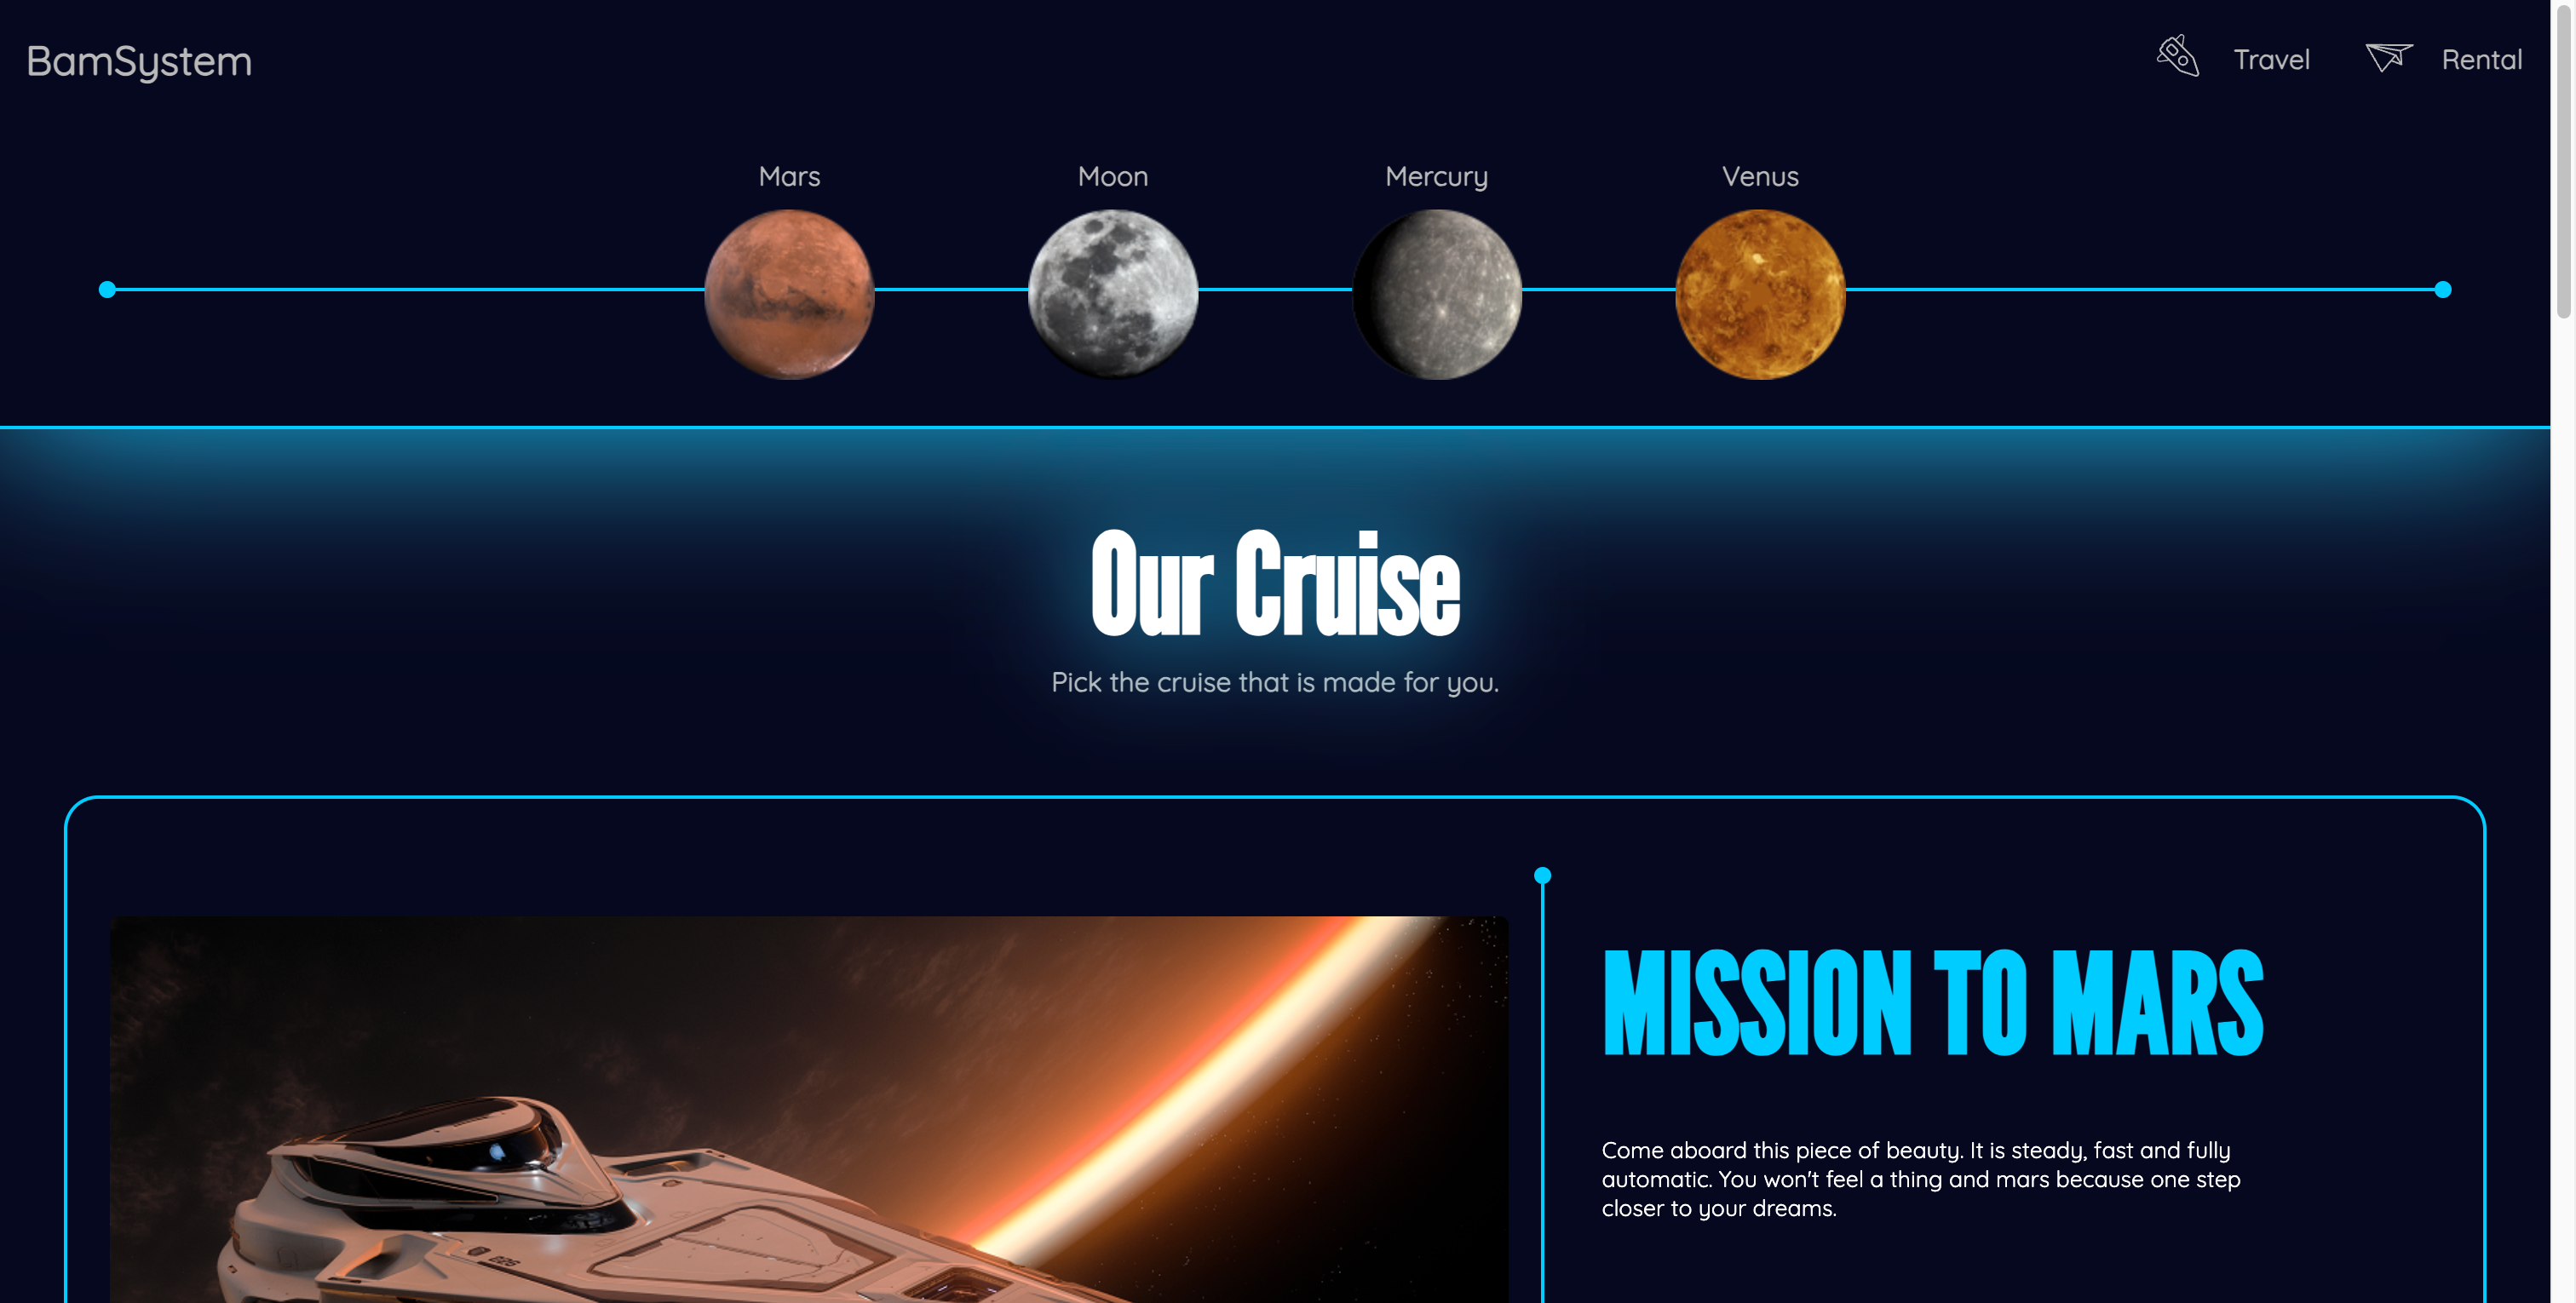 BamSystem
Travel
Rental
Mars
Moon
Mercury
Venus
Our Cruise
Pick the cruise that is made for you.
MISSION TO MARS
Come aboard this piece of beauty. It is steady, fast and fully
automatic. You won't feel a thing and mars because one step
closer to your dreams.